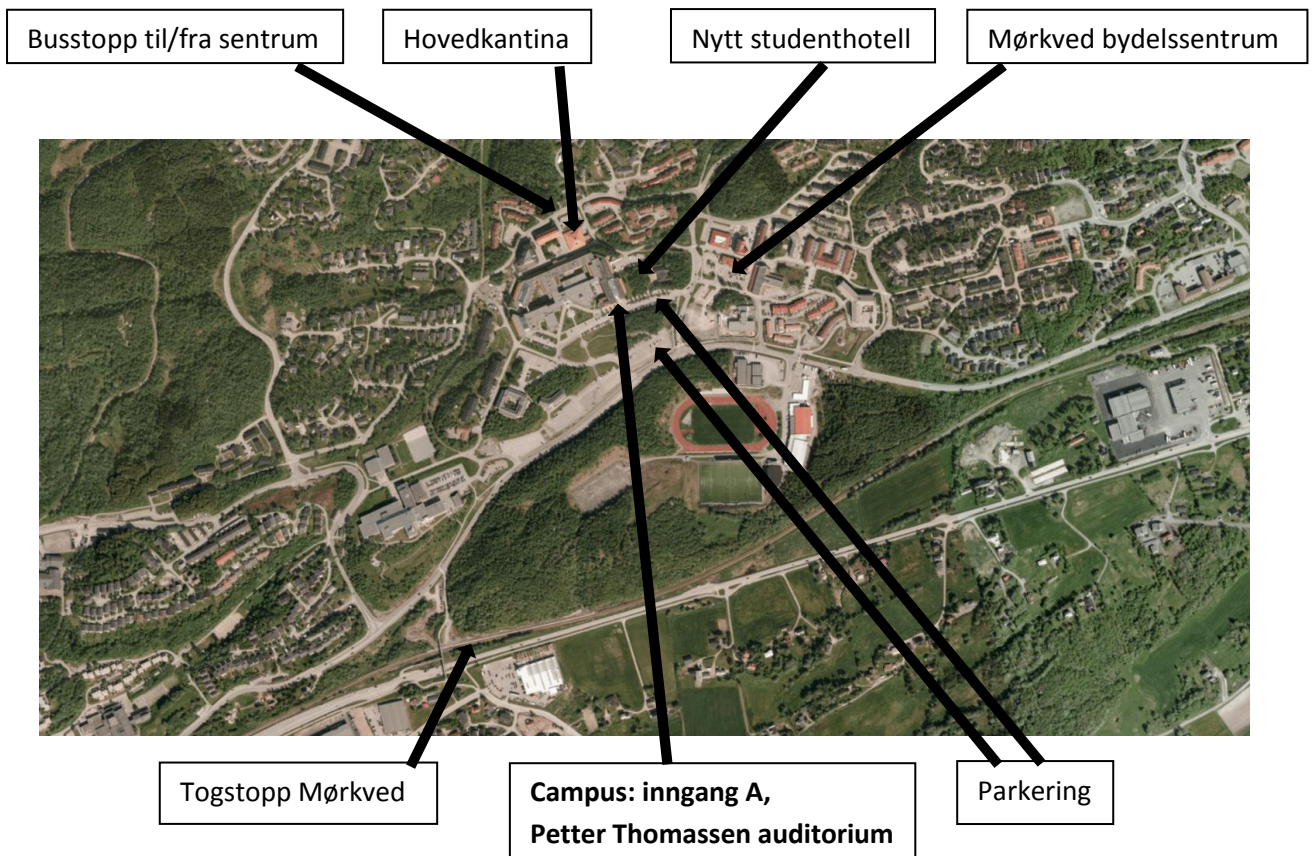 Busstopp til/fra sentrum
Hovedkantina
Nytt studenthotell
Mørkved bydelssentrum
Togstopp Mørkved
Campus: inngang A,
Petter Thomassen auditorium
Parkering